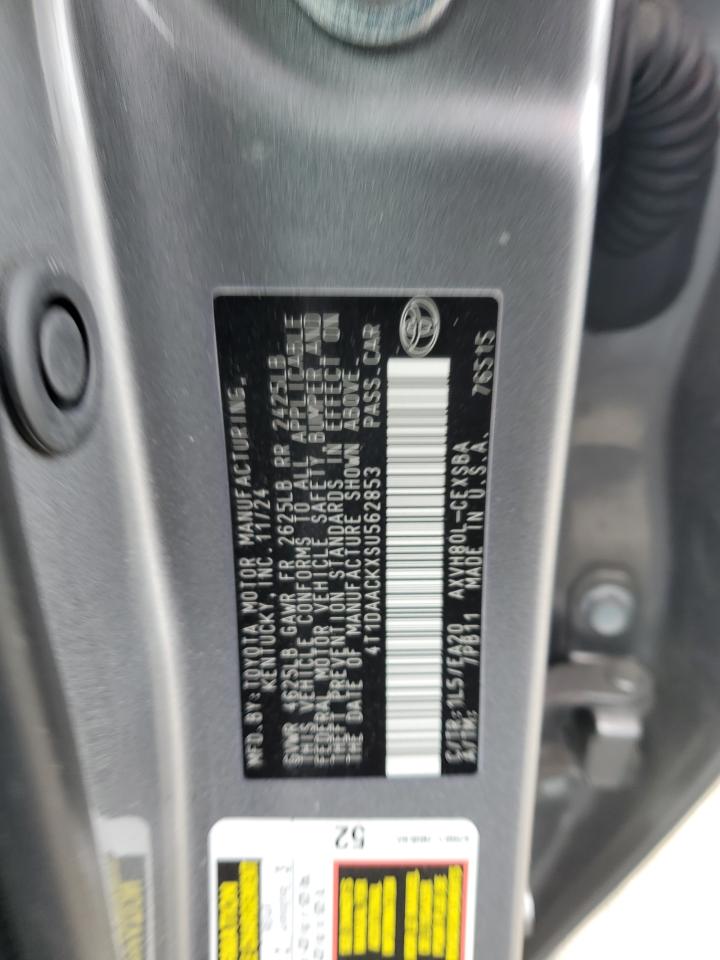 MFD. BY: TOYOTA MOTOR MANUFACTURING,
KENTUCKY, INC. 11/24
GVWR 4625LB GAWR FR 2625LB RR 2425LB
THIS VEHICLE CONFORMS TO ALL APPLICABLE
FEDERAL MOTOR VEHICLE SAFETY, BUMPER AND
THEFT PREVENTION STANDARDS IN EFFECT ON
THE DATE OF MANUFACTURE SHOWN ABOVE.
4T1DAACKXSU562853 PASS. CAR
C/TR: 1L5/EA20 AXVH80L-CEXSBA 76S15
A/TM: /PB11 MADE IN U.S.A.
52